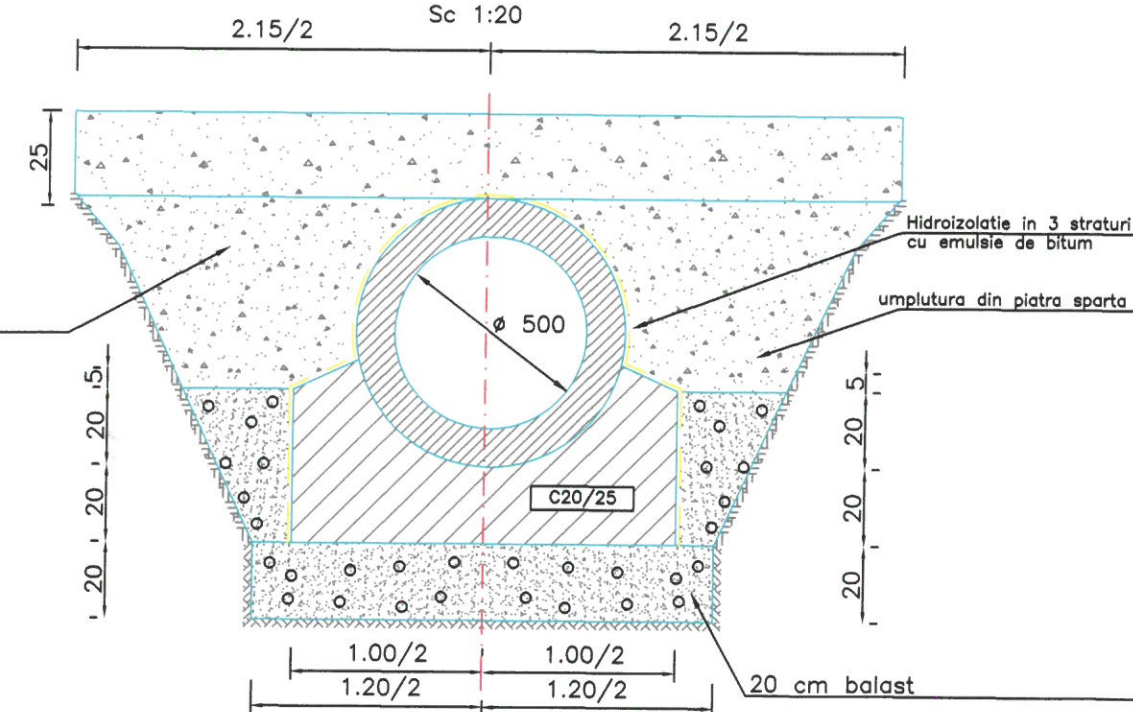 Sc 1:20
2.15/2 2.15/2
25
Hidroizolatie in 3 straturi
cu emulsie de bitum
ø 500
umplutura din piatra sparta
5 5
20 20
C20/25
20 20
20 20
1.00/2 1.00/2
20 cm balast
1.20/2 1.20/2